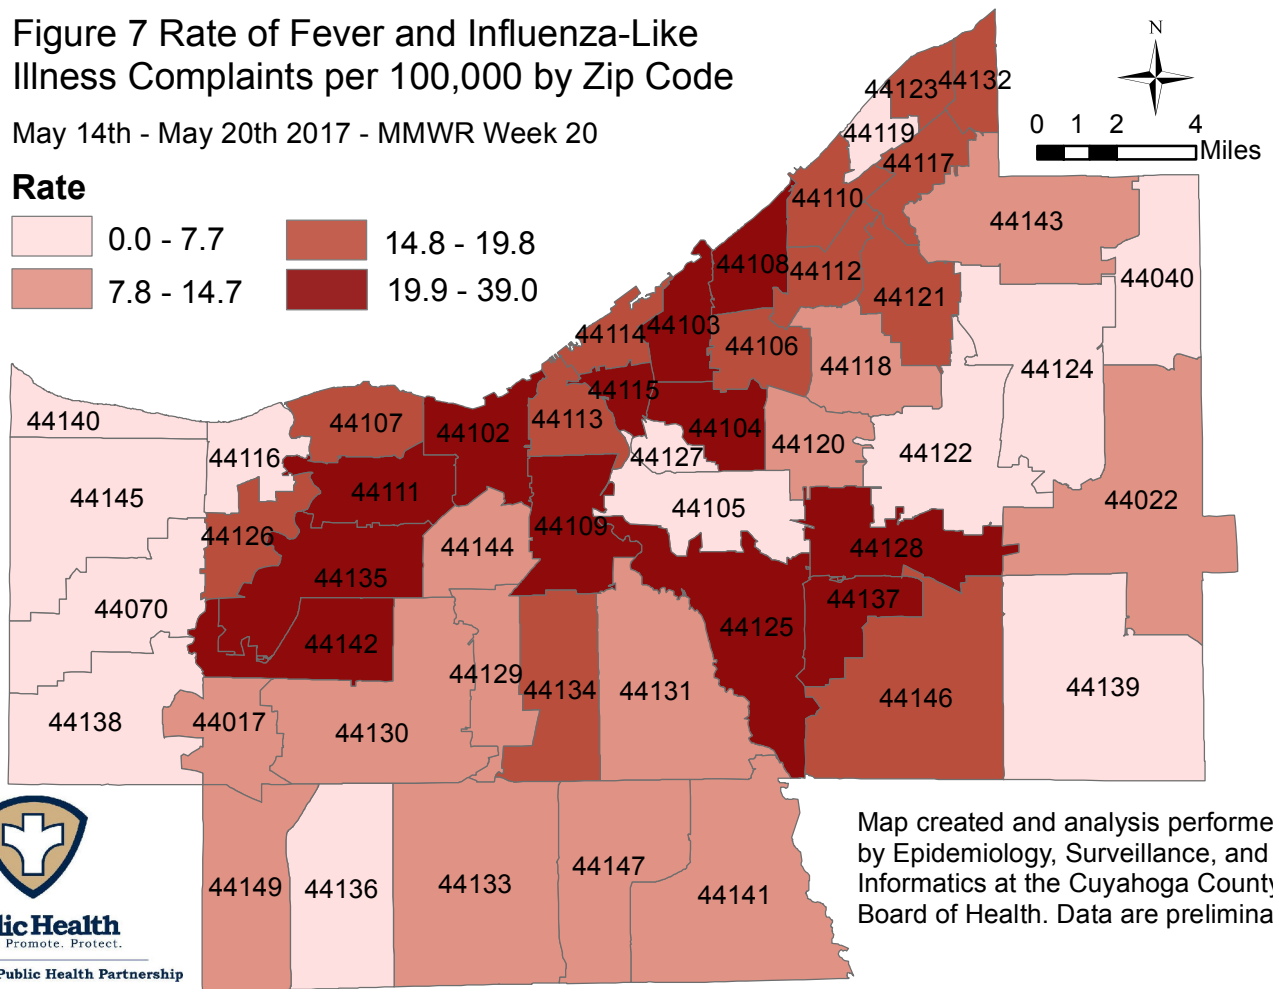 Figure 7 Rate of Fever and Influenza-Like
Illness Complaints per 100,000 by Zip Code
May 14th - May 20th 2017 - MMWR Week 20
Rate
0.0 - 7.7
14.8 - 19.8
7.8 - 14.7
19.9 - 39.0
N
0 1 2 4
Miles
44123
44132
44119
44117
44110
44143
44108
44112
44040
44121
44114
44103
44106
44118
44124
44115
44140
44107
44102
44113
44104
44120
44116
44127
44122
44145
44111
44105
44022
44126
44109
44144
44128
44135
44070
44137
44142
44125
44129
44134
44131
44146
44139
44138
44017
44130
44149
44136
44133
44147
44141
lic Health
Promote. Protect.
Public Health Partnership
Map created and analysis performe
by Epidemiology, Surveillance, and
Informatics at the Cuyahoga County
Board of Health. Data are prelimina